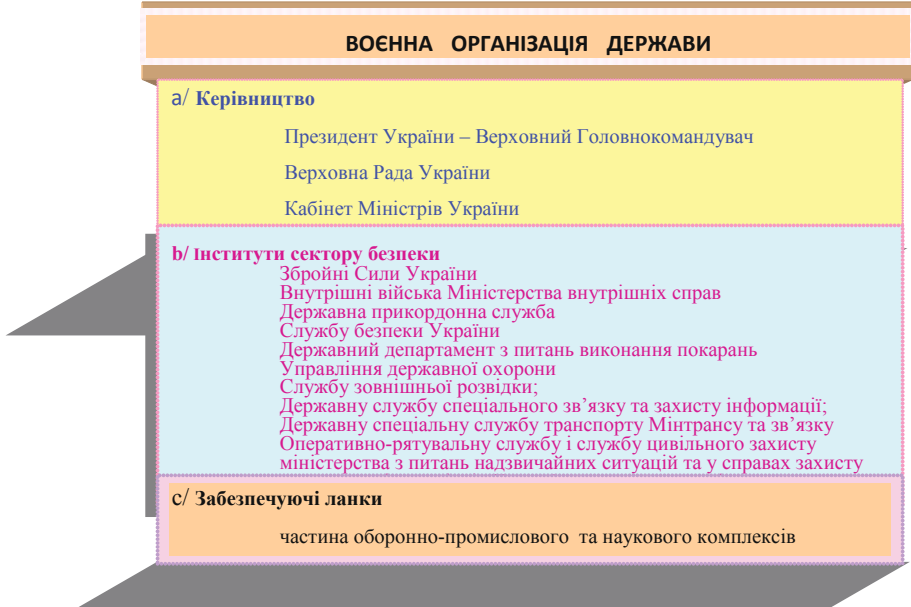 ВОЄННА ОРГАНІЗАЦІЯ ДЕРЖАВИ
a/ Керівництво
Президент України – Верховний Головнокомандувач
Верховна Рада України
Кабінет Міністрів України
b/ Інститути сектору безпеки
Збройні Сили України
Внутрішні війська Міністерства внутрішніх справ
Державна прикордонна служба
Службу безпеки України
Державний департамент з питань виконання покарань
Управління державної охорони
Службу зовнішньої розвідки;
Державну службу спеціального зв’язку та захисту інформації;
Державну спеціальну службу транспорту Мінтрансу та зв’язку
Оперативно-рятувальну службу і службу цивільного захисту
міністерства з питань надзвичайних ситуацій та у справах захисту
c/ Забезпечуючі ланки
частина оборонно-промислового та наукового комплексів